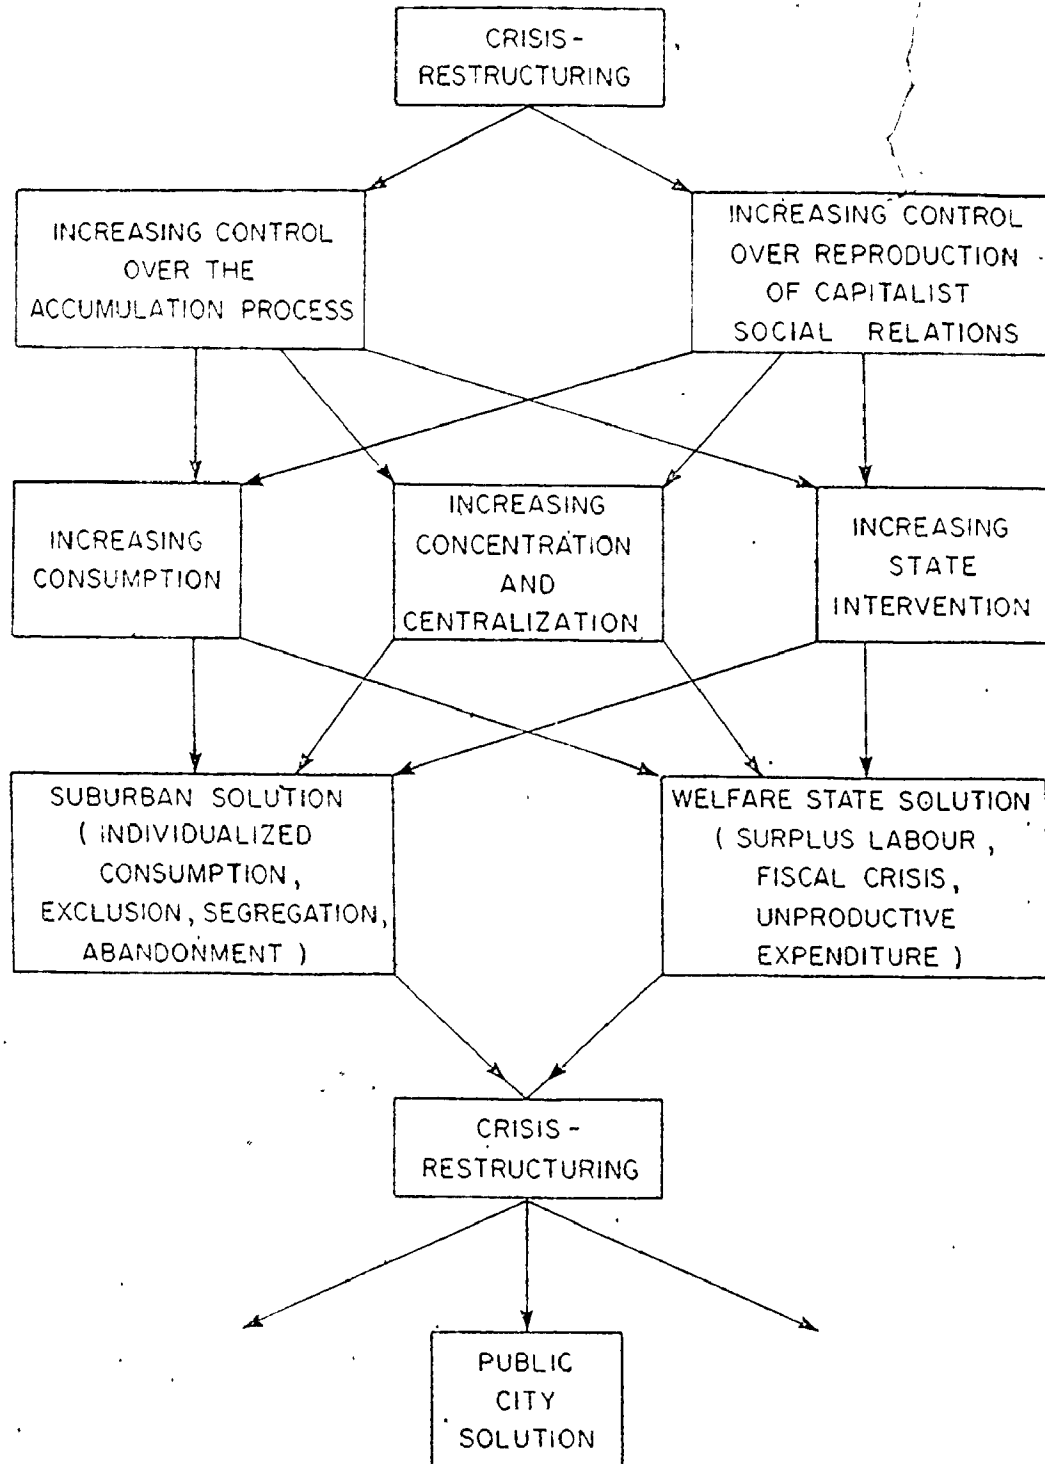 CRISIS-
RESTRUCTURING
INCREASING CONTROL
OVER THE
ACCUMULATION PROCESS
INCREASING CONTROL
OVER REPRODUCTION
OF CAPITALIST
SOCIAL RELATIONS
INCREASING
CONSUMPTION
INCREASING
CONCENTRATION
AND
CENTRALIZATION
INCREASING
STATE
INTERVENTION
SUBURBAN SOLUTION
( INDIVIDUALIZED
CONSUMPTION,
EXCLUSION, SEGREGATION,
ABANDONMENT )
WELFARE STATE SOLUTION
( SURPLUS LABOUR,
FISCAL CRISIS,
UNPRODUCTIVE
EXPENDITURE )
CRISIS-
RESTRUCTURING
PUBLIC
CITY
SOLUTION